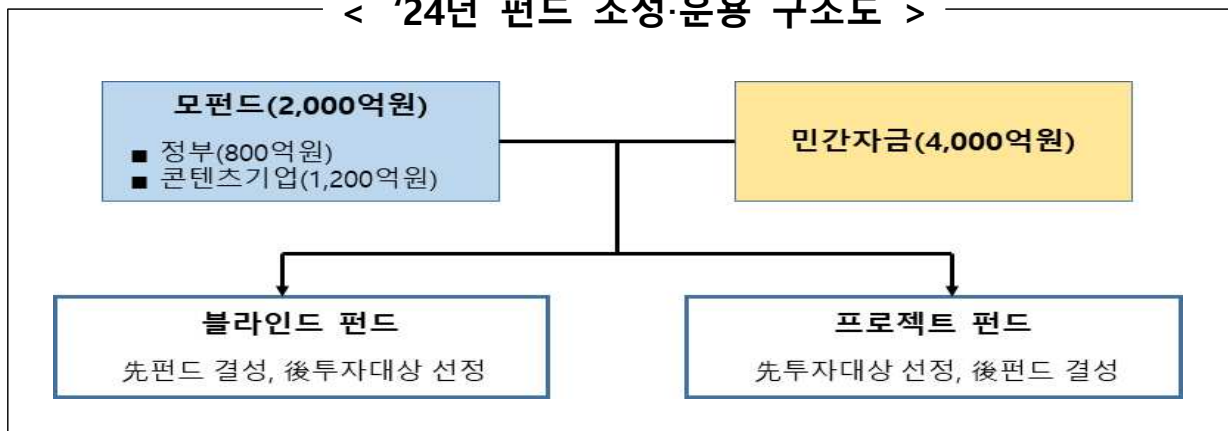 < ‘24년 펀드 조성·운용 구조도 >
모펀드(2,000억원)
■ 정부(800억원)
■ 콘텐츠기업(1,200억원)
민간자금(4,000억원)
블라인드 펀드
先펀드 결성, 後투자대상 선정
프로젝트 펀드
先투자대상 선정, 後펀드 결성